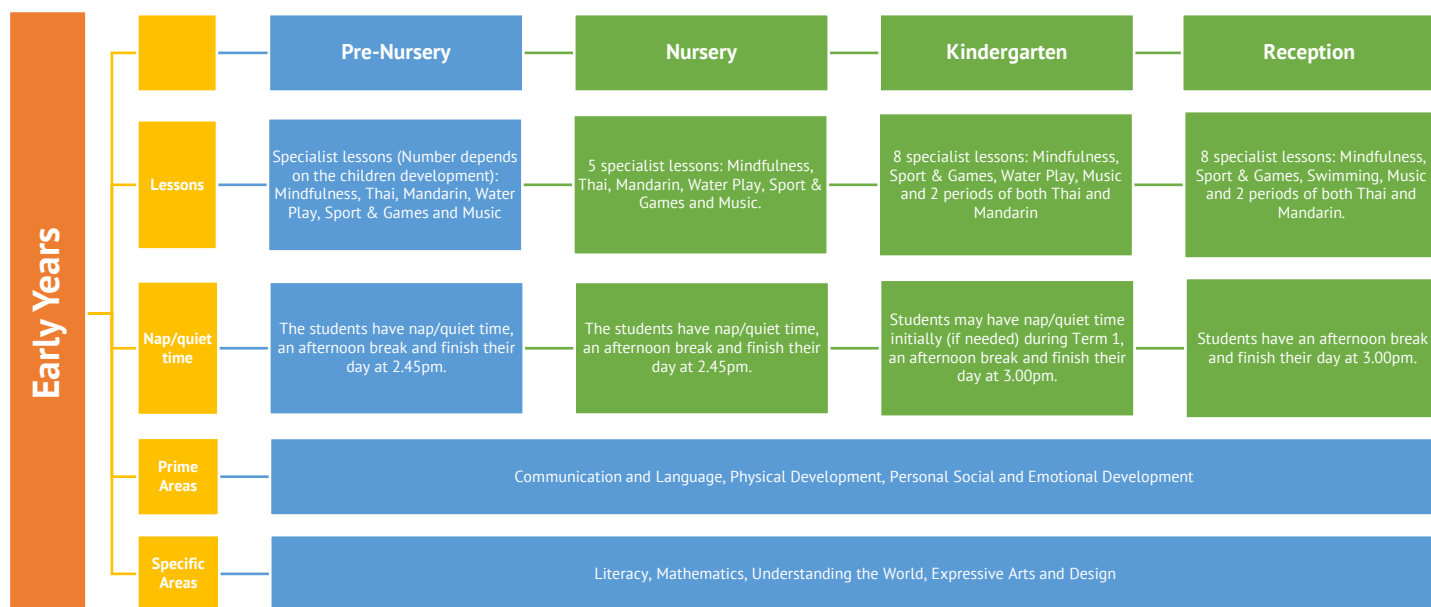 Early Years
Pre-Nursery
Nursery
Kindergarten
Reception
Lessons
Specialist lessons (Number depends
on the children development):
Mindfulness, Thai, Mandarin, Water
Play, Sport & Games and Music
5 specialist lessons: Mindfulness,
Thai, Mandarin, Water Play, Sport &
Games and Music.
8 specialist lessons: Mindfulness,
Sport & Games, Water Play, Music
and 2 periods of both Thai and
Mandarin
8 specialist lessons: Mindfulness,
Sport & Games, Swimming, Music
and 2 periods of both Thai and
Mandarin.
Nap/quiet
time
The students have nap/quiet time,
an afternoon break and finish their
day at 2.45pm.
The students have nap/quiet time,
an afternoon break and finish their
day at 2.45pm.
Students may have nap/quiet time
initially (if needed) during Term 1,
an afternoon break and finish their
day at 3.00pm.
Students have an afternoon break
and finish their day at 3.00pm.
Prime
Areas
Communication and Language, Physical Development, Personal Social and Emotional Development
Specific
Areas
Literacy, Mathematics, Understanding the World, Expressive Arts and Design